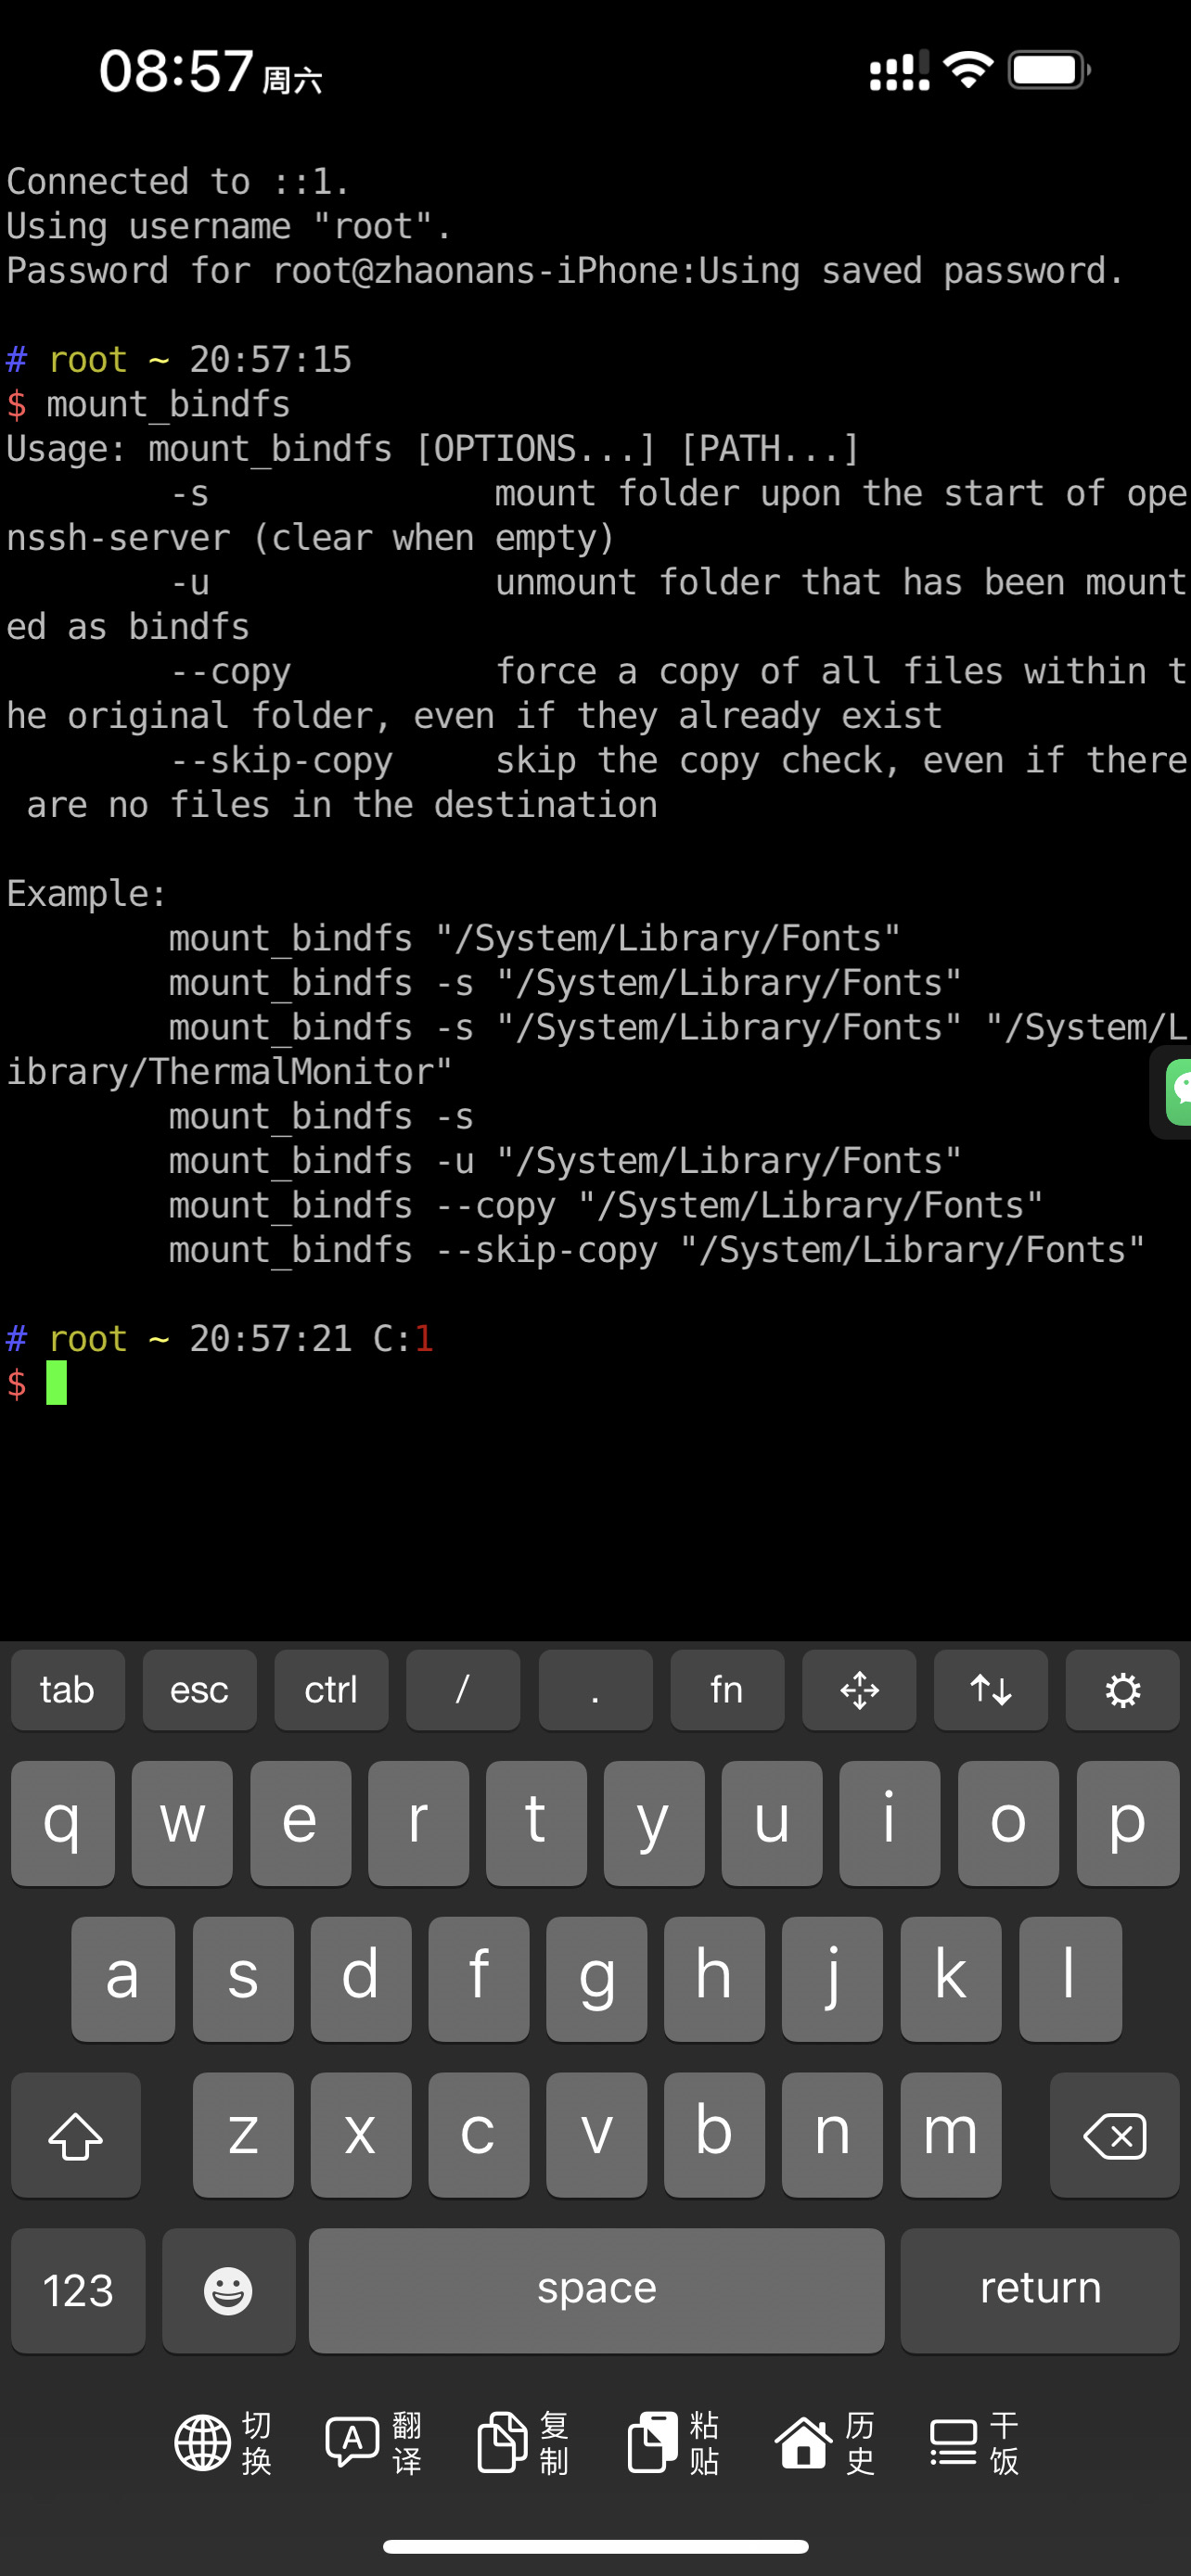 08:57 周六
Connected to ::1.
Using username "root".
Password for root@zhaonans-iPhone:Using saved password.
# root ~ 20:57:15
$ mount_bindfs
Usage: mount_bindfs [OPTIONS...] [PATH...]
        -s              mount folder upon the start of ope
nssh-server (clear when empty)
        -u              unmount folder that has been mount
ed as bindfs
        --copy          force a copy of all files within t
he original folder, even if they already exist
        --skip-copy     skip the copy check, even if there
 are no files in the destination
Example:
        mount_bindfs "/System/Library/Fonts"
        mount_bindfs -s "/System/Library/Fonts"
        mount_bindfs -s "/System/Library/Fonts" "/System/L
ibrary/ThermalMonitor"
        mount_bindfs -s
        mount_bindfs -u "/System/Library/Fonts"
        mount_bindfs --copy "/System/Library/Fonts"
        mount_bindfs --skip-copy "/System/Library/Fonts"
# root ~ 20:57:21 C:1
$
tab esc ctrl / . fn
q w e r t y u i o p
a s d f g h j k l
z x c v b n m
123 space return
切换 A 翻译 复制 粘贴 历史 干饭